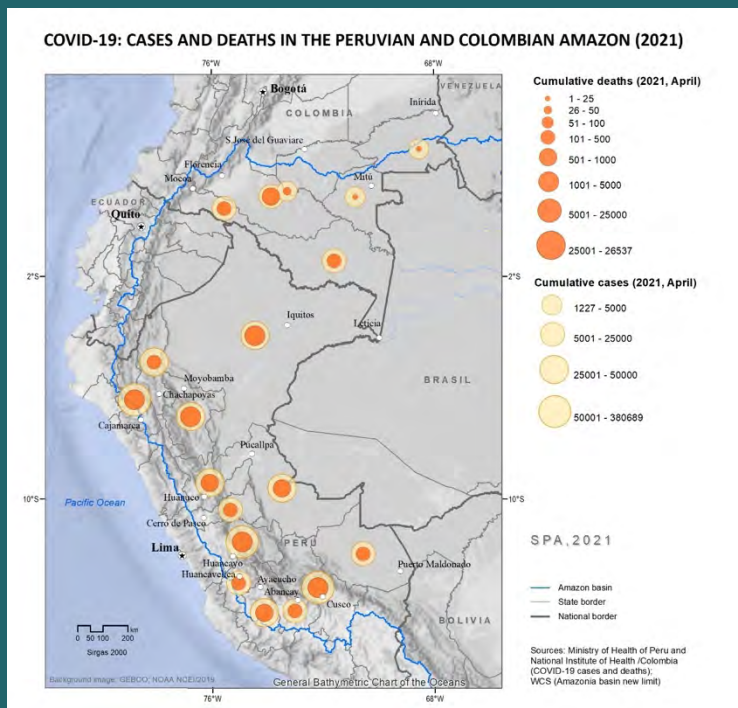 COVID-19: CASES AND DEATHS IN THE PERUVIAN AND COLOMBIAN AMAZON (2021)
76°W
68°W
Bogotá
VENEZUELA
COLOMBIA
Inírida
S José del Guaviare
Florencia
Mocoa
Mitú
ECUADOR
Quito
2°S
Iquitos
Leticia
Moyobamba
Chachapoyas
BRASIL
Cajamarca
Pucallpa
10°S
Pacific Ocean
Huánuco
Cerro de Pasco
PERÚ
Lima
Huancayo
Puerto Maldonado
Huancavelica
Ayacucho
Abancay
Cusco
BOLIVIA
0 50 100 200
km
Sirgas 2000
Background image: GEBCO; NOAA NCEI/2019
General Bathymetric Chart of the Oceans
76°W
68°W
Cumulative deaths (2021, April)
1 - 25
26 - 50
51 - 100
101 - 500
501 - 1000
1001 - 5000
5001 - 25000
25001 - 26537
Cumulative cases (2021, April)
1227 - 5000
5001 - 25000
25001 - 50000
50001 - 380689
SPA, 2021
Amazon basin
State border
National border
Sources: Ministry of Health of Peru and
National Institute of Health /Colombia
(COVID-19 cases and deaths);
WCS (Amazonia basin new limit)